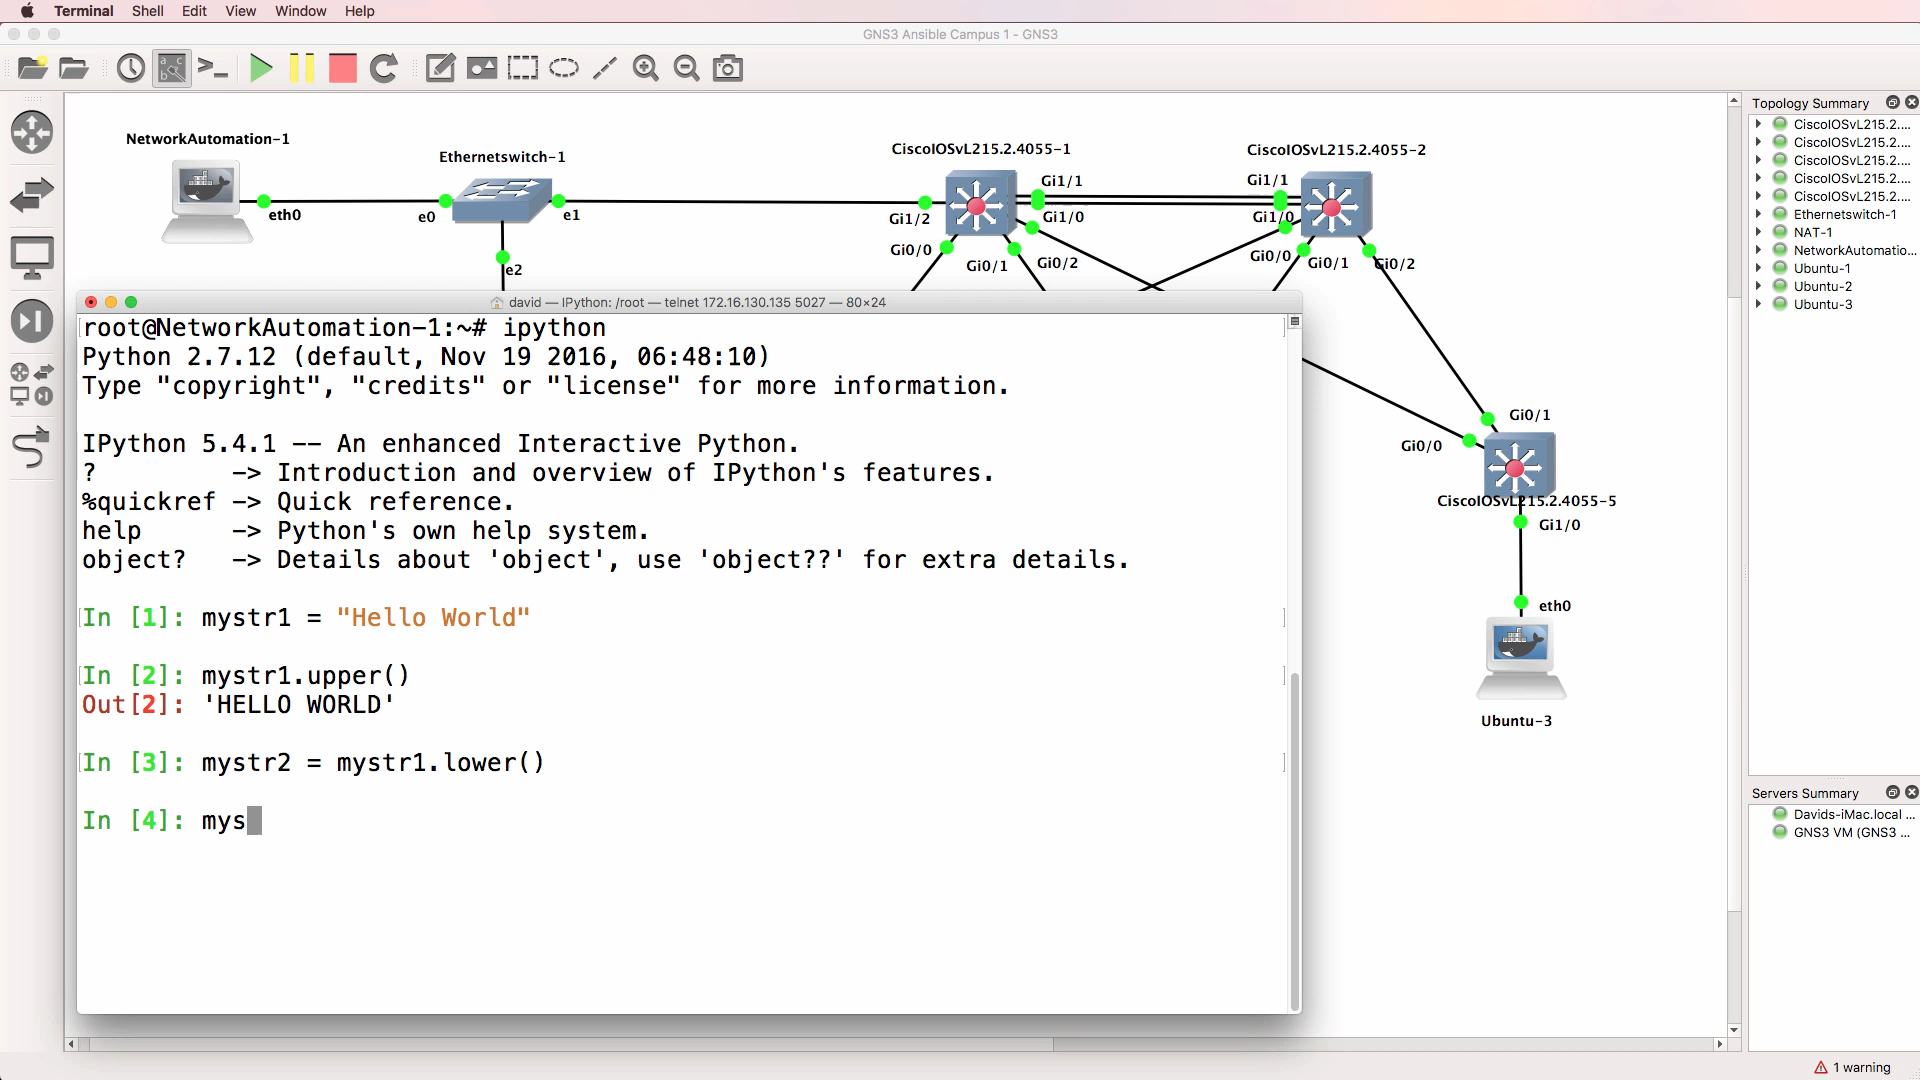 Terminal Shell Edit View Window Help
GNS3 Ansible Campus 1 - GNS3
NetworkAutomation-1
Ethernetswitch-1
CiscoIOSvL215.2.4055-1
CiscoIOSvL215.2.4055-2
Gi1/1
Gi1/1
eth0
e0
e1
Gi1/2
Gi1/0
Gi1/0
Gi0/0
Gi0/1
Gi0/2
Gi0/0
Gi0/1
Gi0/2
e2
david — IPython: /root — telnet 172.16.130.135 5027 — 80×24
root@NetworkAutomation-1:~# ipython
Python 2.7.12 (default, Nov 19 2016, 06:48:10)
Type "copyright", "credits" or "license" for more information.
IPython 5.4.1 -- An enhanced Interactive Python.
? -> Introduction and overview of IPython's features.
%quickref -> Quick reference.
help -> Python's own help system.
object? -> Details about 'object', use 'object??' for extra details.
In [1]: mystr1 = "Hello World"
In [2]: mystr1.upper()
Out[2]: 'HELLO WORLD'
In [3]: mystr2 = mystr1.lower()
In [4]: mys
Gi0/1
Gi0/0
CiscoIOSvL215.2.4055-5
Gi1/0
eth0
Ubuntu-3
Topology Summary
CiscoIOSvL215.2....
CiscoIOSvL215.2....
CiscoIOSvL215.2....
CiscoIOSvL215.2....
CiscoIOSvL215.2....
Ethernetswitch-1
NAT-1
NetworkAutomatio...
Ubuntu-1
Ubuntu-2
Ubuntu-3
Servers Summary
Davids-iMac.local ...
GNS3 VM (GNS3 ...
1 warning